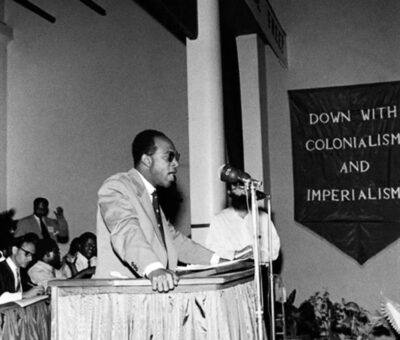 DOWN WITH
COLONIALISM
AND
IMPERIALISM